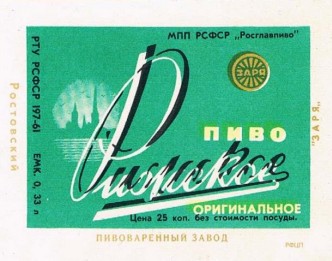 МПП РСФСР „Росглавпиво"
ЗАРЯ
РТУ РСФСР 197-61 ЕМК. 0, 33 л
Ростовский
"ЗАРЯ"
Рижское
ПИВО
ОРИГИНАЛЬНОЕ
Цена 25 коп. без стоимости посуды.
ПИВОВАРЕННЫЙ ЗАВОД